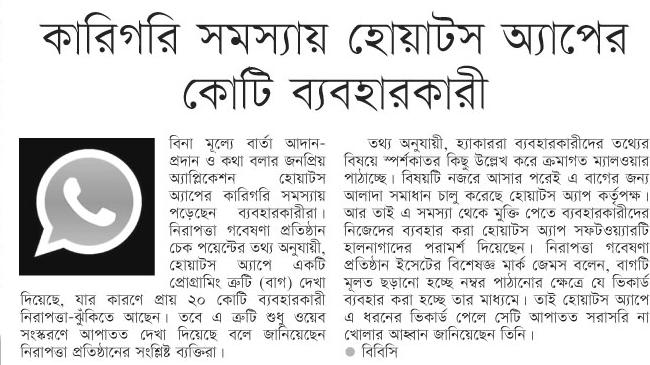 কারিগরি সমস্যায় হোয়াটস অ্যাপের
কোটি ব্যবহারকারী
বিনা মূল্যে বার্তা আদান-
প্রদান ও কথা বলার জনপ্রিয়
অ্যাপ্লিকেশন হোয়াটস
অ্যাপের কারিগরি সমস্যায়
পড়েছেন ব্যবহারকারীরা।
নিরাপত্তা গবেষণা প্রতিষ্ঠান
চেক পয়েন্টের তথ্য অনুযায়ী,
হোয়াটস অ্যাপে একটি
প্রোগ্রামিং ত্রুটি (বাগ) দেখা
দিয়েছে, যার কারণে প্রায় ২০ কোটি ব্যবহারকারী
নিরাপত্তা-ঝুঁকিতে আছেন। তবে এ ত্রুটি শুধু ওয়েব
সংস্করণে আপাতত দেখা দিয়েছে বলে জানিয়েছেন
নিরাপত্তা প্রতিষ্ঠানের সংশ্লিষ্ট ব্যক্তিরা।
তথ্য অনুযায়ী, হ্যাকাররা ব্যবহারকারীদের তথ্যের
বিষয়ে স্পর্শকাতর কিছু উল্লেখ করে ক্রমাগত ম্যালওয়ার
পাঠাচ্ছে। বিষয়টি নজরে আসার পরেই এ বাগের জন্য
আলাদা সমাধান চালু করেছে হোয়াটস অ্যাপ কর্তৃপক্ষ।
আর তাই এ সমস্যা থেকে মুক্তি পেতে ব্যবহারকারীদের
নিজেদের ব্যবহার করা হোয়াটস অ্যাপ সফটওয়্যারটি
হালনাগাদের পরামর্শ দিয়েছেন। নিরাপত্তা গবেষণা
প্রতিষ্ঠান ইসেটের বিশেষজ্ঞ মার্ক জেমস বলেন, বাগটি
মূলত ছড়ানো হচ্ছে নম্বর পাঠানোর ক্ষেত্রে যে ভিকার্ড
ব্যবহার করা হচ্ছে তার মাধ্যমে। তাই হোয়াটস অ্যাপে
এ ধরনের ভিকার্ড পেলে সেটি আপাতত সরাসরি না
খোলার আহ্বান জানিয়েছেন তিনি।
● বিবিসি